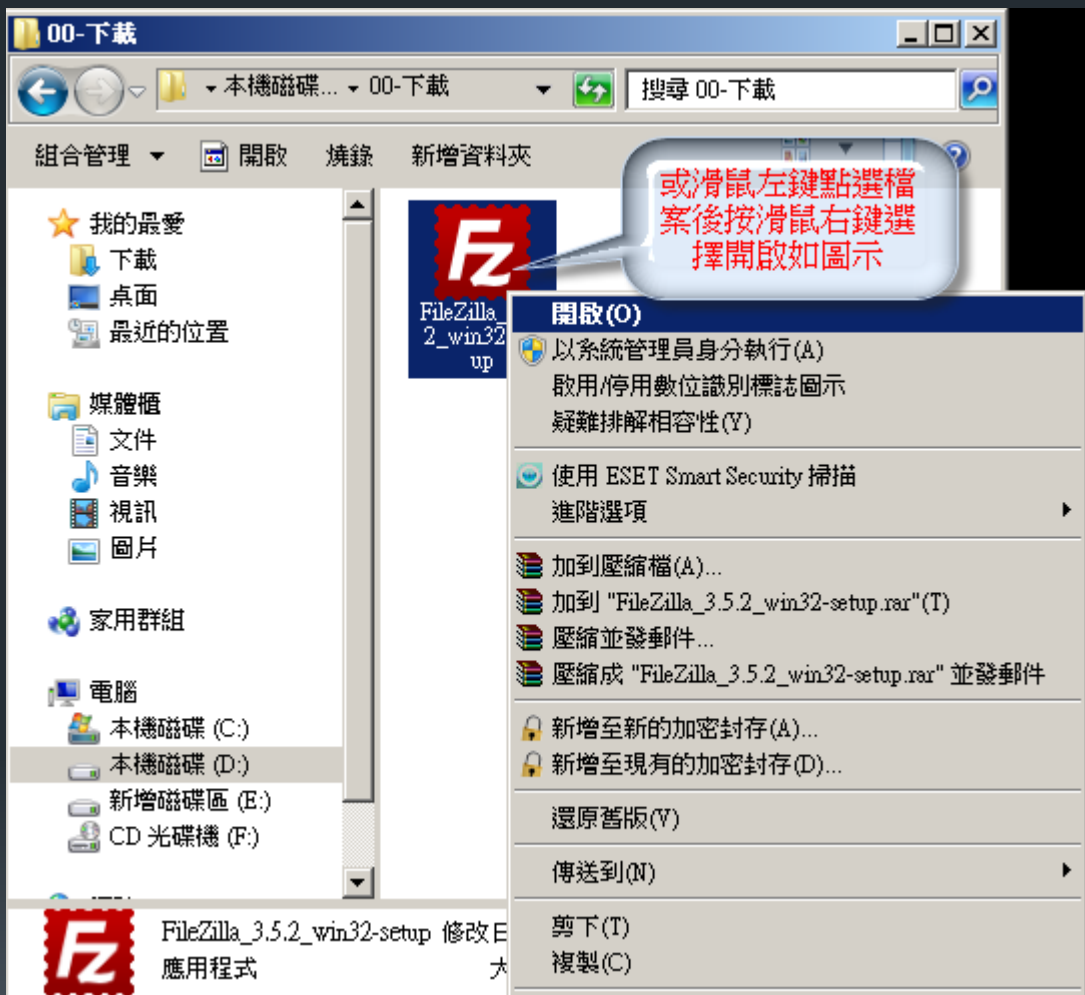 00-下載
本機磁碟... 00-下載
搜尋 00-下載
組合管理 開啟 燒錄 新增資料夾
或滑鼠左鍵點選檔
案後按滑鼠右鍵選
擇開啟如圖示
我的最愛
下載
桌面
最近的位置
媒體櫃
文件
音樂
視訊
圖片
家用群組
電腦
本機磁碟 (C:)
本機磁碟 (D:)
新增磁碟區 (E:)
CD 光碟機 (F:)
Fz
FileZilla_
2_win32
up
開啟(O)
以系統管理員身分執行(A)
啟用/停用數位識別標誌圖示
疑難排解相容性(Y)
使用 ESET Smart Security 掃描
進階選項
加到壓縮檔(A)...
加到 "FileZilla_3.5.2_win32-setup.rar"(T)
壓縮並發郵件...
壓縮成 "FileZilla_3.5.2_win32-setup.rar" 並發郵件
新增至新的加密封存(A)...
新增至現有的加密封存(D)...
還原舊版(V)
傳送到(N)
剪下(T)
複製(C)
Fz
FileZilla_3.5.2_win32-setup 修改日
應用程式 大